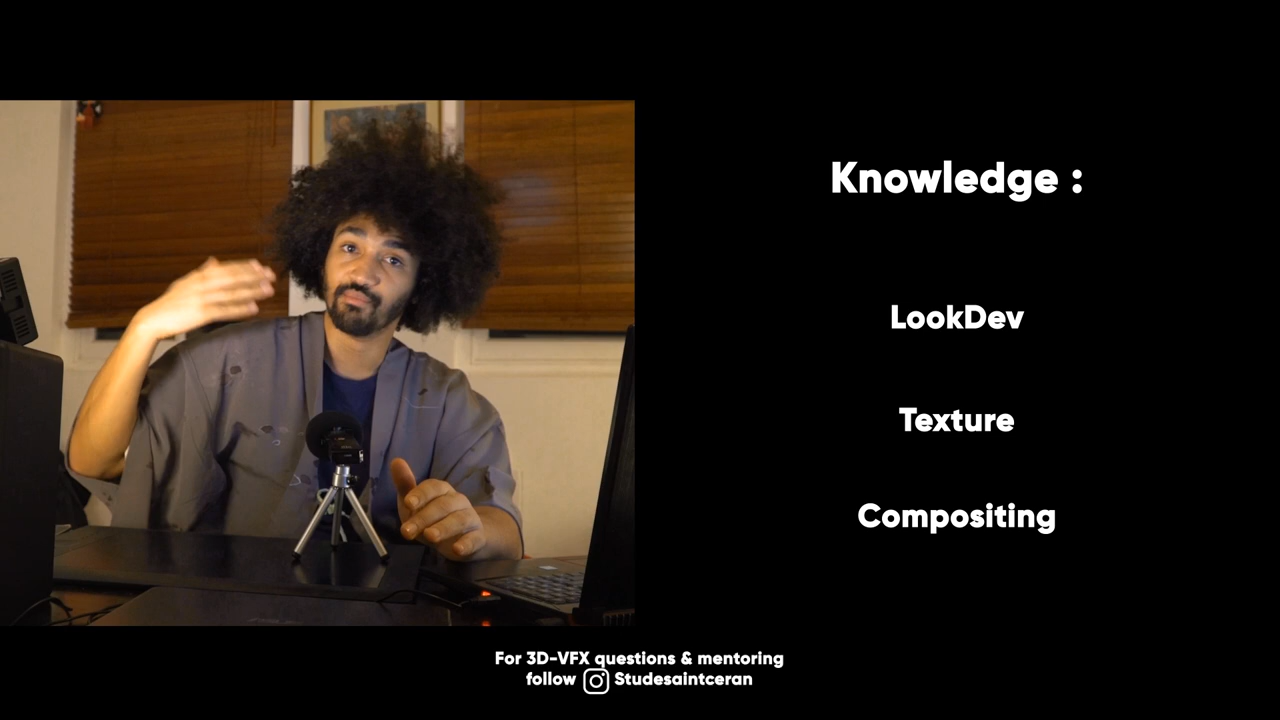 Knowledge :
LookDev
Texture
Compositing
For 3D-VFX questions & mentoring
follow Studesaintceran